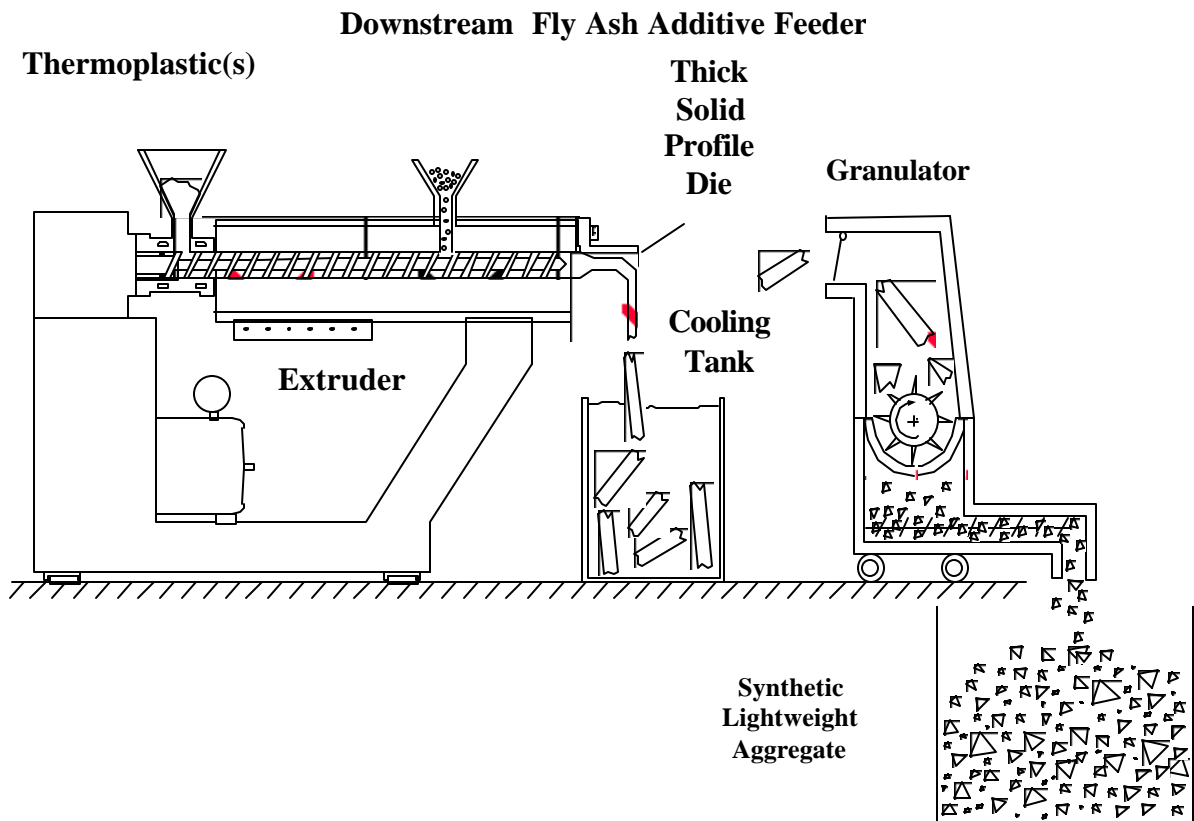 Downstream Fly Ash Additive Feeder
Thermoplastic(s)
Thick
Solid
Profile
Die
Granulator
Cooling
Tank
Extruder
Synthetic
Lightweight
Aggregate